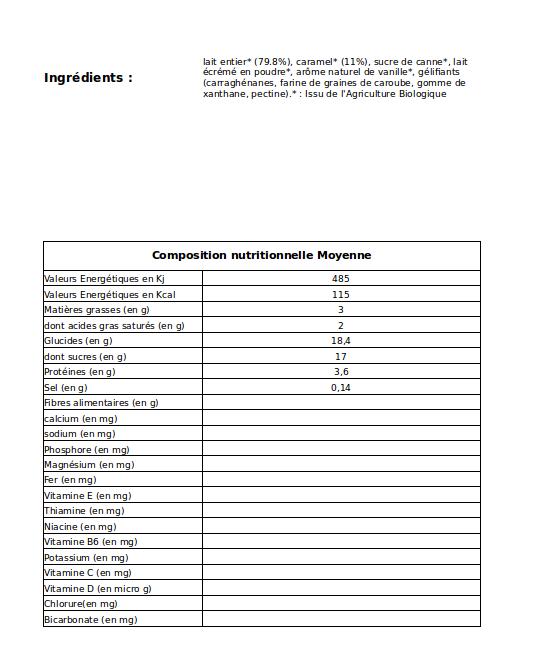 Ingrédients :
lait entier* (79.8%), caramel* (11%), sucre de canne*, lait
écrémé en poudre*, arôme naturel de vanille*, gélifiants
(carraghénanes, farine de graines de caroube, gomme de
xanthane, pectine).* : Issu de l'Agriculture Biologique
Composition nutritionnelle Moyenne
Valeurs Energétiques en Kj 485
Valeurs Energétiques en Kcal 115
Matières grasses (en g) 3
dont acides gras saturés (en g) 2
Glucides (en g) 18,4
dont sucres (en g) 17
Protéines (en g) 3,6
Sel (en g) 0,14
Fibres alimentaires (en g)
calcium (en mg)
sodium (en mg)
Phosphore (en mg)
Magnésium (en mg)
Fer (en mg)
Vitamine E (en mg)
Thiamine (en mg)
Niacine (en mg)
Vitamine B6 (en mg)
Potassium (en mg)
Vitamine C (en mg)
Vitamine D (en micro g)
Chlorure(en mg)
Bicarbonate (en mg)